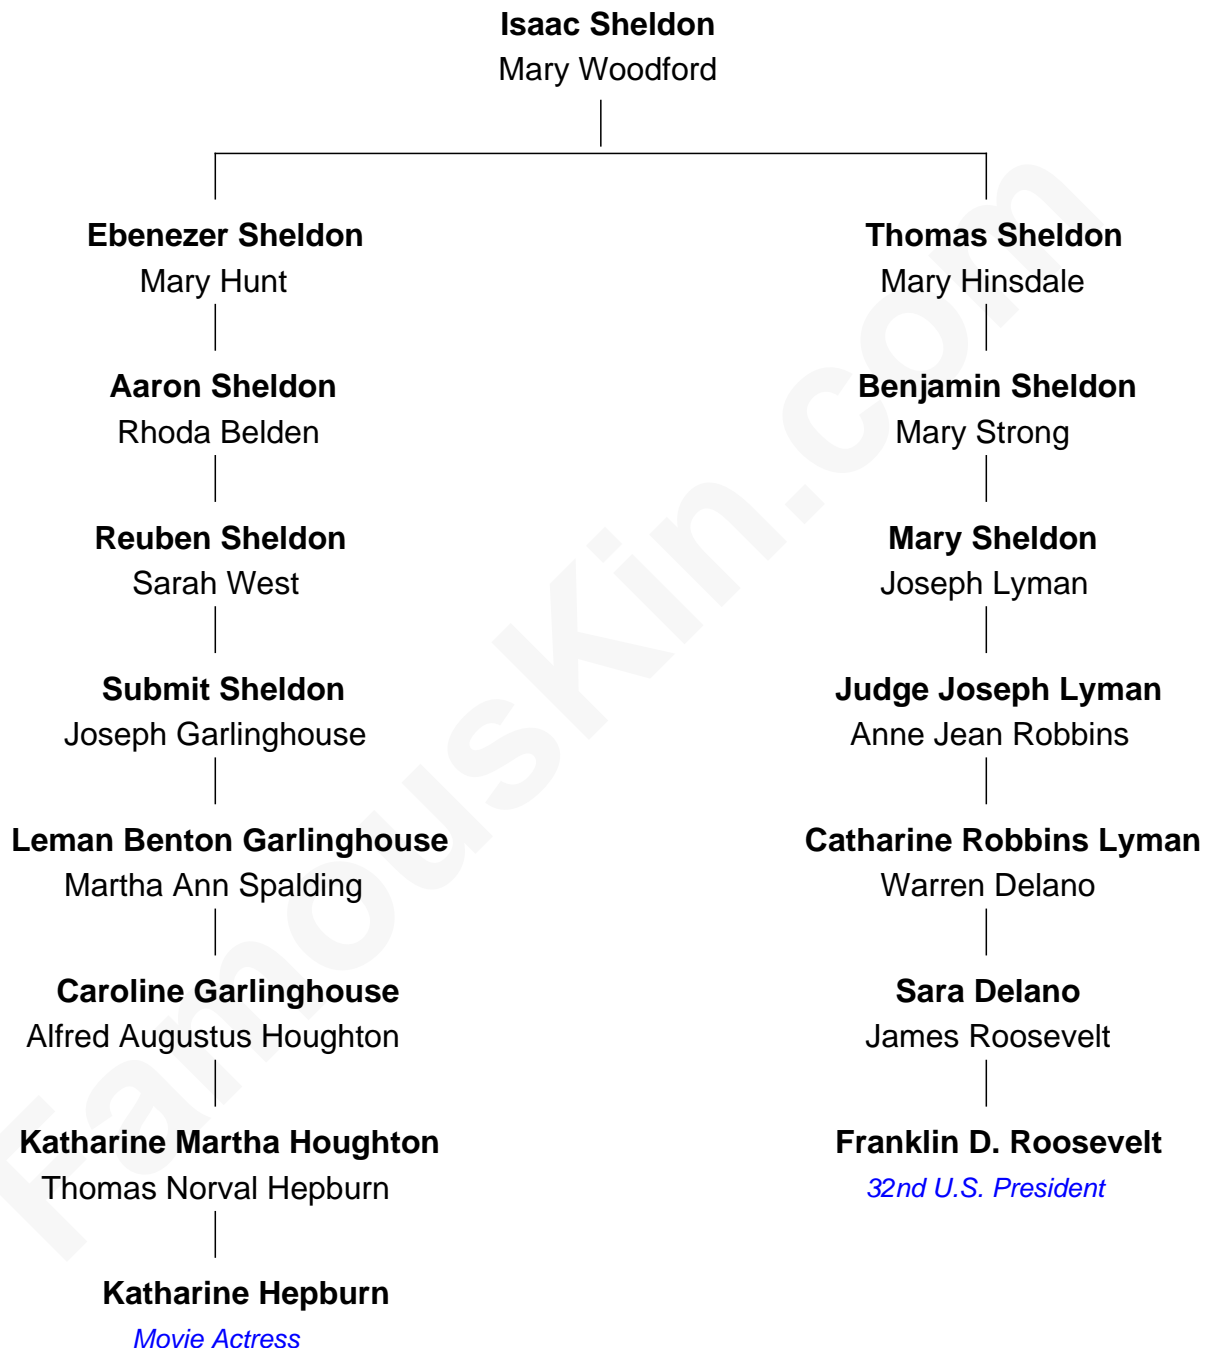 Isaac Sheldon
Mary Woodford
Ebenezer Sheldon
Mary Hunt
Thomas Sheldon
Mary Hinsdale
Aaron Sheldon
Rhoda Belden
Benjamin Sheldon
Mary Strong
Reuben Sheldon
Sarah West
Mary Sheldon
Joseph Lyman
Submit Sheldon
Joseph Garlinghouse
Judge Joseph Lyman
Anne Jean Robbins
Leman Benton Garlinghouse
Martha Ann Spalding
Catharine Robbins Lyman
Warren Delano
Caroline Garlinghouse
Alfred Augustus Houghton
Sara Delano
James Roosevelt
Katharine Martha Houghton
Thomas Norval Hepburn
Franklin D. Roosevelt
32nd U.S. President
Katharine Hepburn
Movie Actress
FamousKin.com